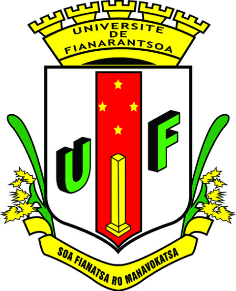 UNIVERSITE
DE
FIANARANTSOA
U F
SOA FIANATSA RO MAHAVOKATSA